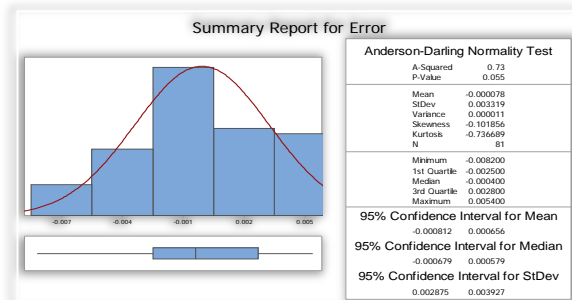 Summary Report for Error
-0.007 -0.004 -0.001 0.002 0.005
Anderson-Darling Normality Test
A-Squared 0.73
P-Value 0.055
Mean -0.000078
StDev 0.003319
Variance 0.000011
Skewness -0.101856
Kurtosis -0.736689
N 81
Minimum -0.008200
1st Quartile -0.002500
Median -0.000400
3rd Quartile 0.002800
Maximum 0.005400
95% Confidence Interval for Mean
-0.000812 0.000656
95% Confidence Interval for Median
-0.000679 0.000579
95% Confidence Interval for StDev
0.002875 0.003927